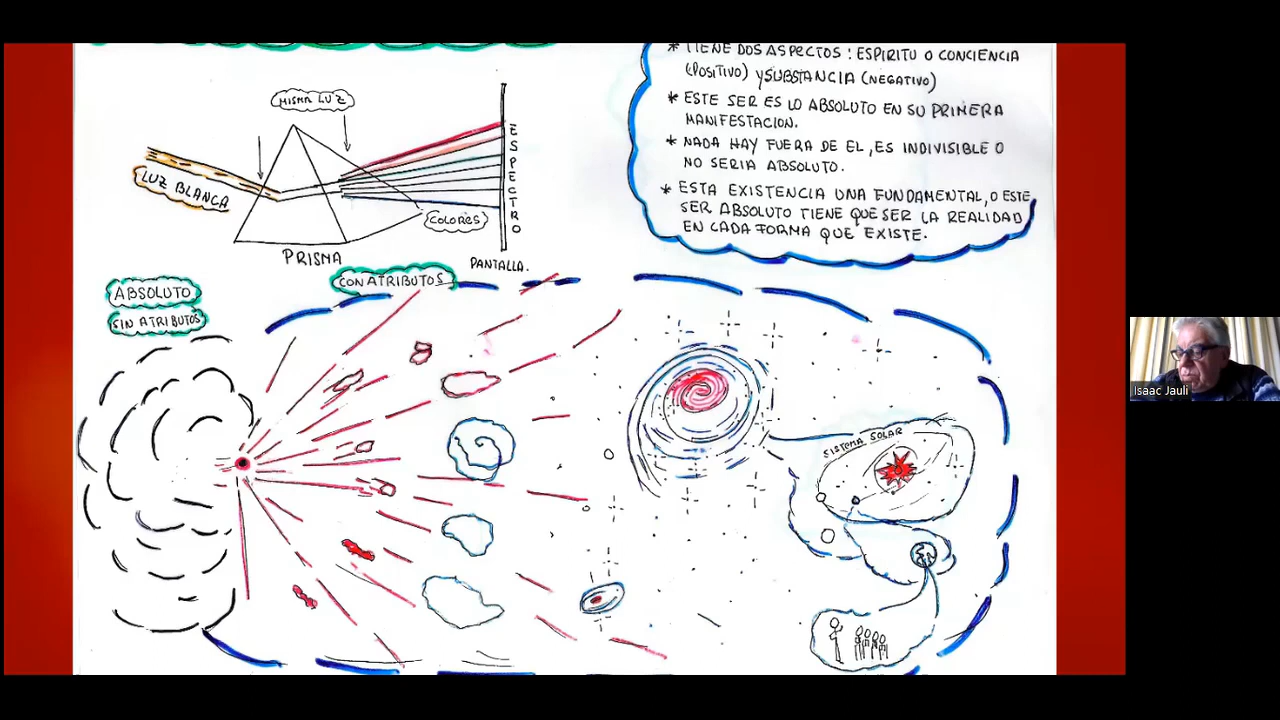 * TIENE DOS ASPECTOS: ESPIRITU O CONCIENCIA
(POSITIVO) Y SUBSTANCIA (NEGATIVO)
* ESTE SER ES LO ABSOLUTO EN SU PRIMERA
MANIFESTACION.
* NADA HAY FUERA DE EL, ES INDIVISIBLE O
NO SERIA ABSOLUTO.
* ESTA EXISTENCIA UNA FUNDAMENTAL, O ESTE
SER ABSOLUTO TIENE QUE SER LA REALIDAD
EN CADA FORMA QUE EXISTE.
MISMA LUZ
LUZ BLANCA
ESPECTRO
COLORES
PRISMA
PANTALLA.
CON ATRIBUTOS
ABSOLUTO
SIN ATRIBUTOS
SISTEMA SOLAR
Isaac Jauli